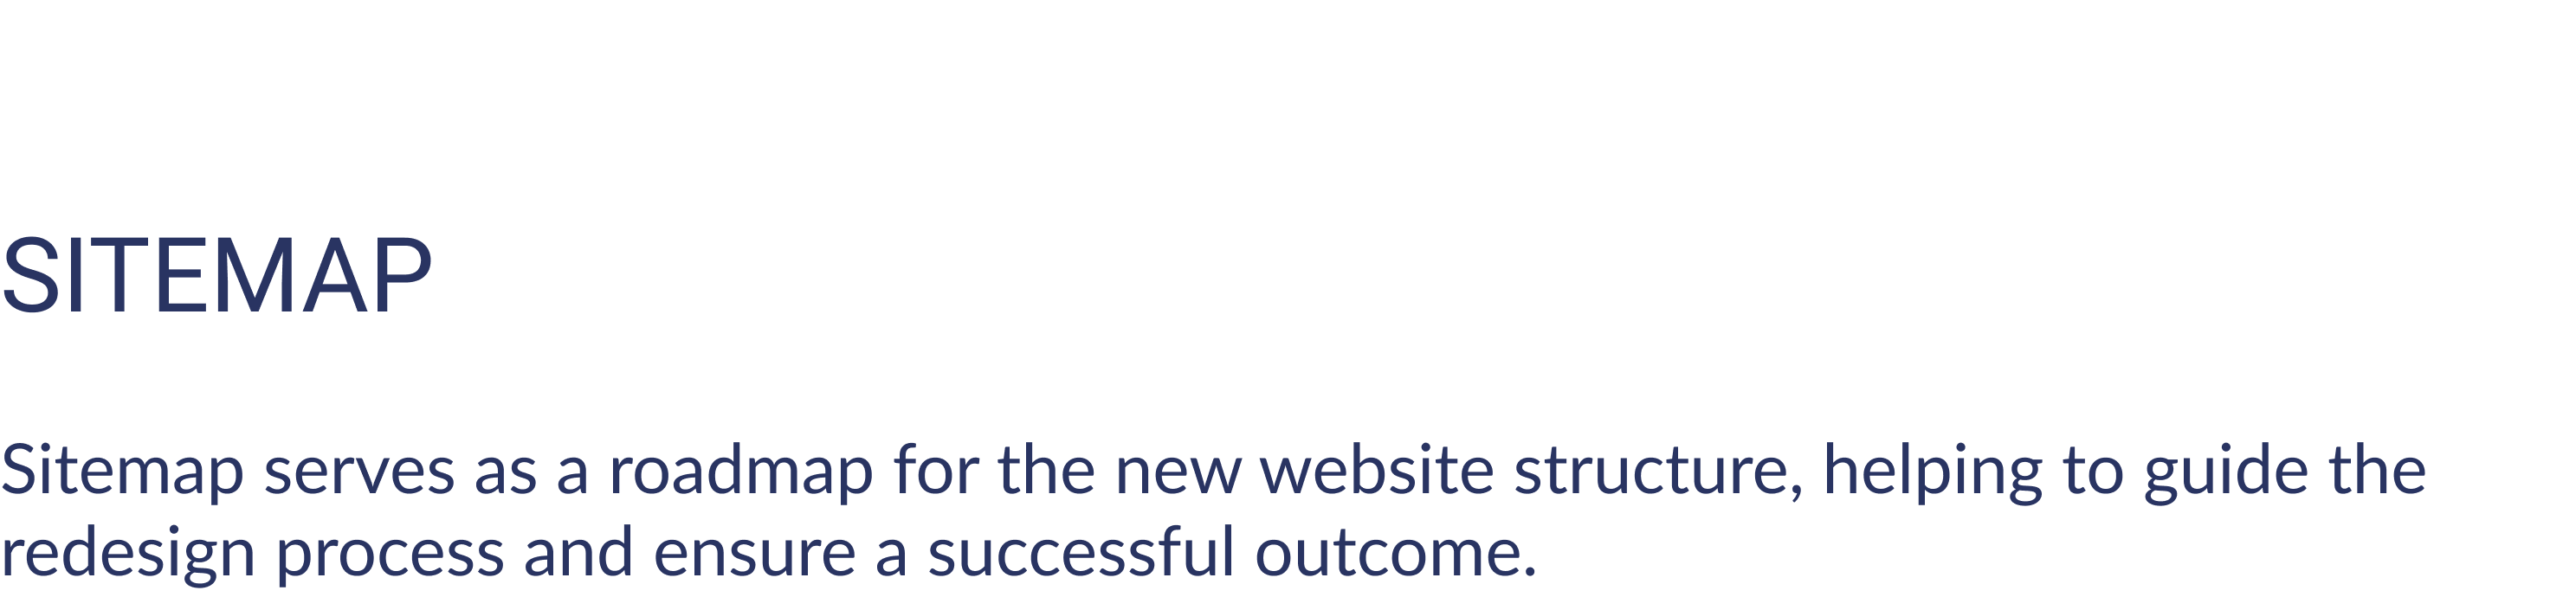 SITEMAP
Sitemap serves as a roadmap for the new website structure, helping to guide the
redesign process and ensure a successful outcome.